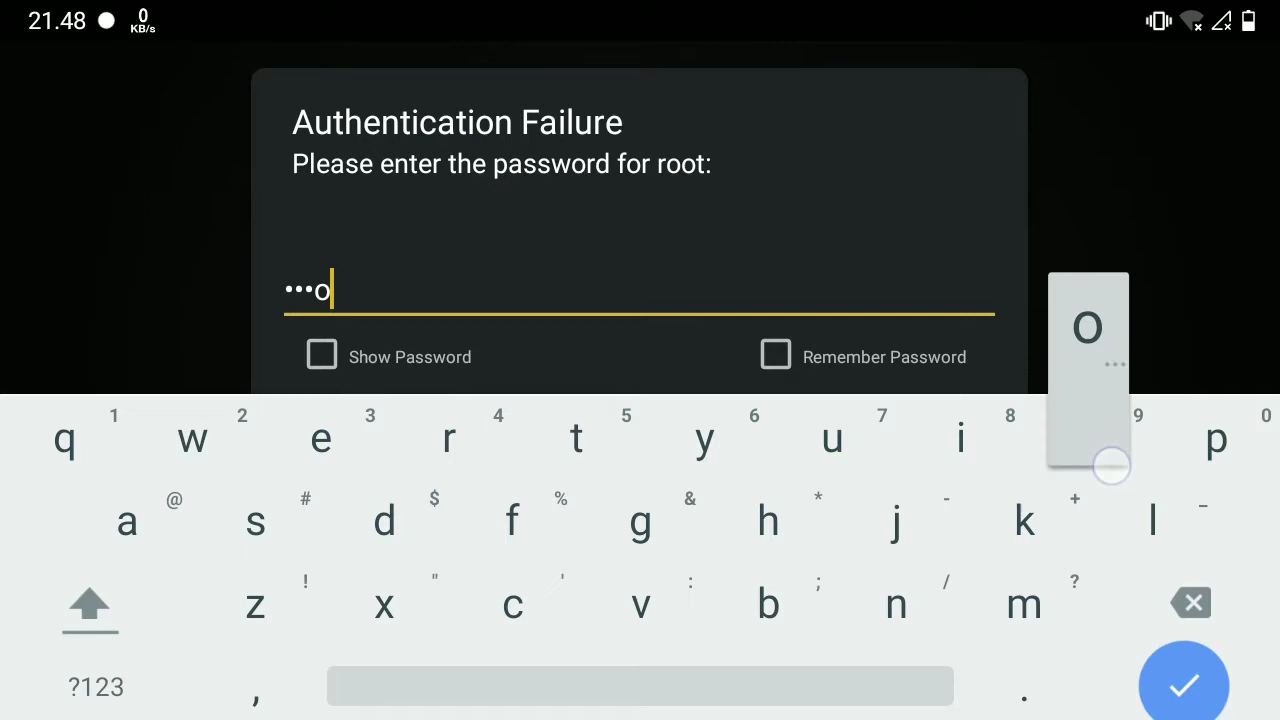 21.48 0
KB/s
Authentication Failure
Please enter the password for root:
•••o
o
...
Show Password Remember Password
q 1 w 2 e 3 r 4 t 5 y 6 u 7 i 8 9 p 0
a @ s # d $ f % g & h * j - k + l _
z ! x " c ' v : b ; n / m ?
?123 , .